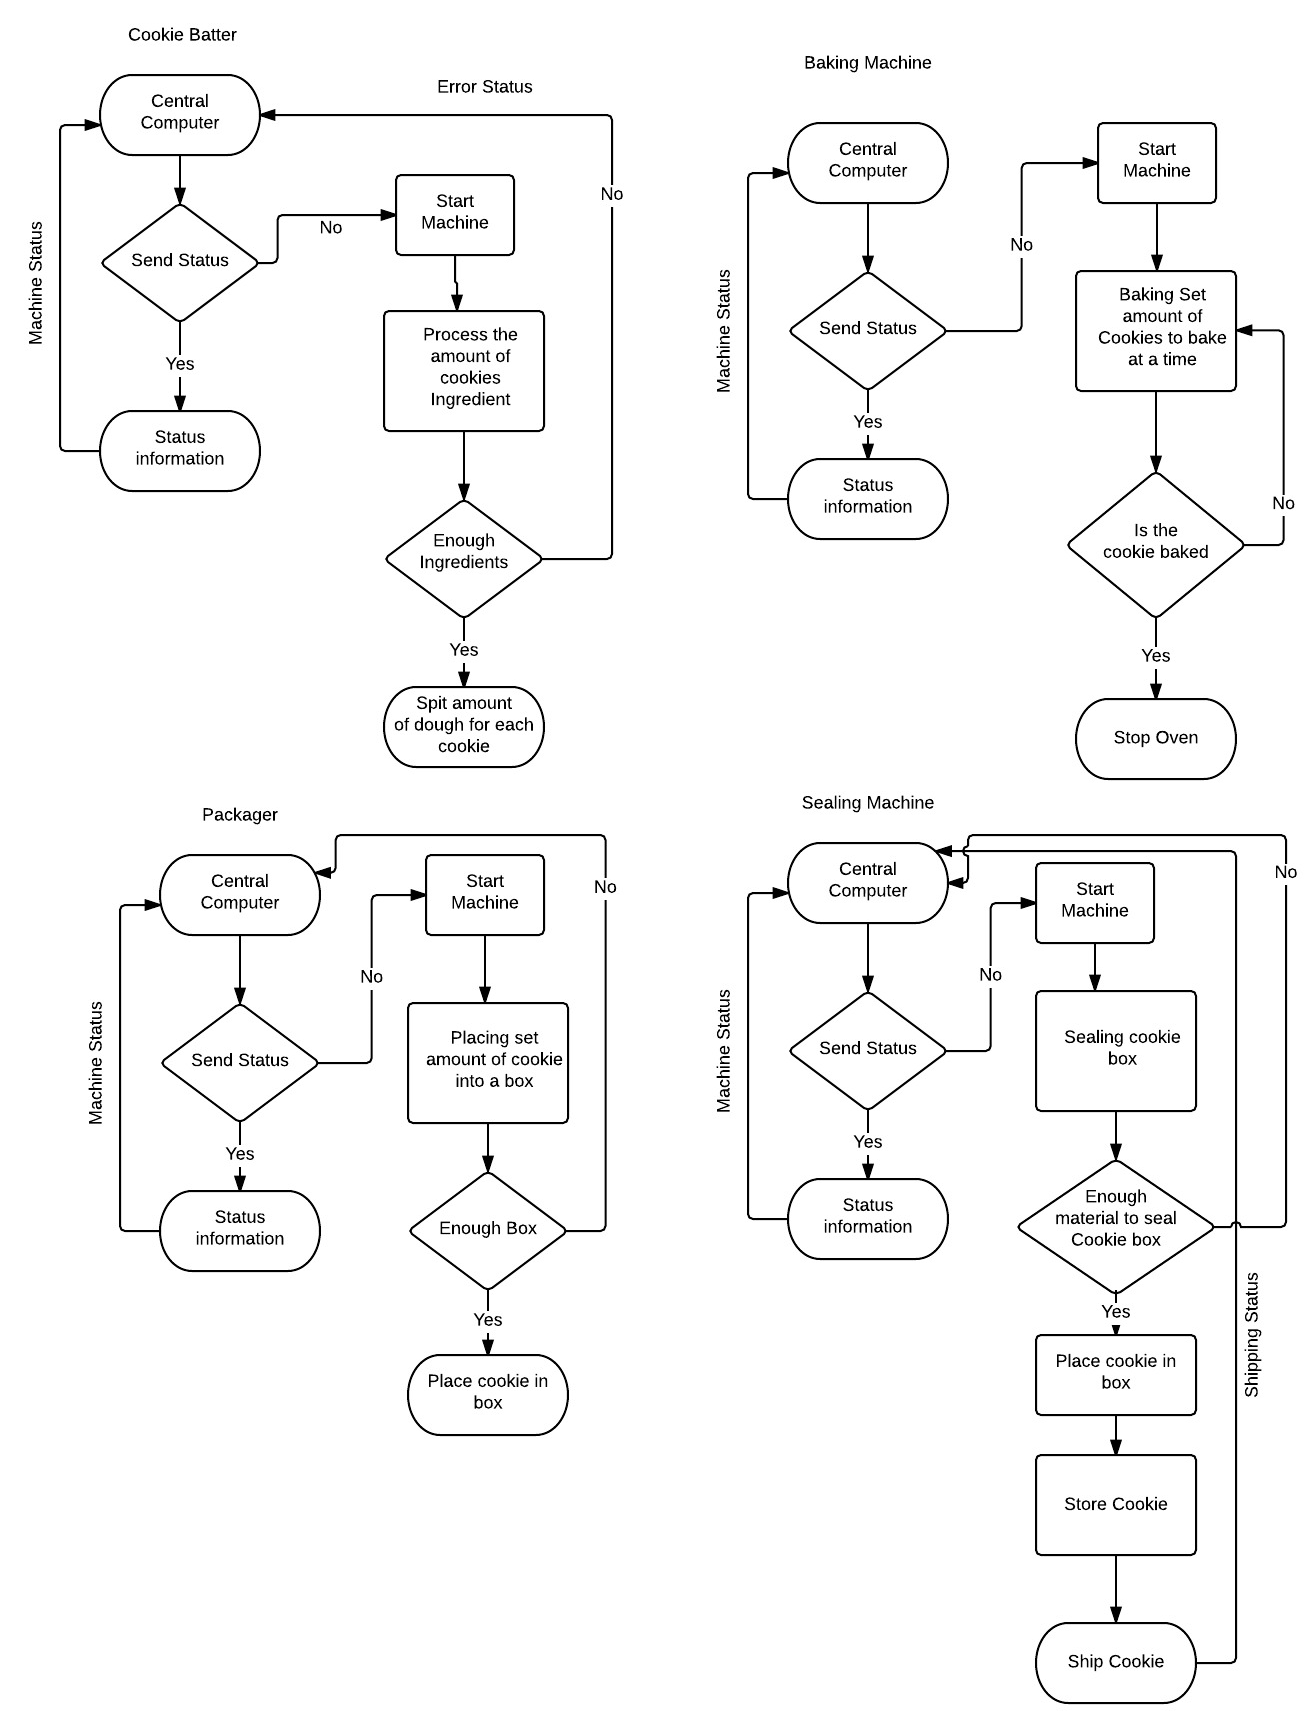 Cookie Batter
Central
Computer
Error Status
Machine Status
Send Status
No
Start
Machine
No
Process the
amount of
cookies
Ingredient
Yes
Status
information
Enough
Ingredients
Yes
Spit amount
of dough for each
cookie
Baking Machine
Central
Computer
Machine Status
Send Status
No
Start
Machine
Baking Set
amount of
Cookies to bake
at a time
Yes
Status
information
Is the
cookie baked
No
Yes
Stop Oven
Packager
Central
Computer
Machine Status
Send Status
No
Start
Machine
No
Placing set
amount of cookie
into a box
Yes
Status
information
Enough Box
Yes
Place cookie in
box
Sealing Machine
Central
Computer
Machine Status
Send Status
No
Start
Machine
No
Sealing cookie
box
Yes
Status
information
Enough
material to seal
Cookie box
Yes
Shipping Status
Place cookie in
box
Store Cookie
Ship Cookie